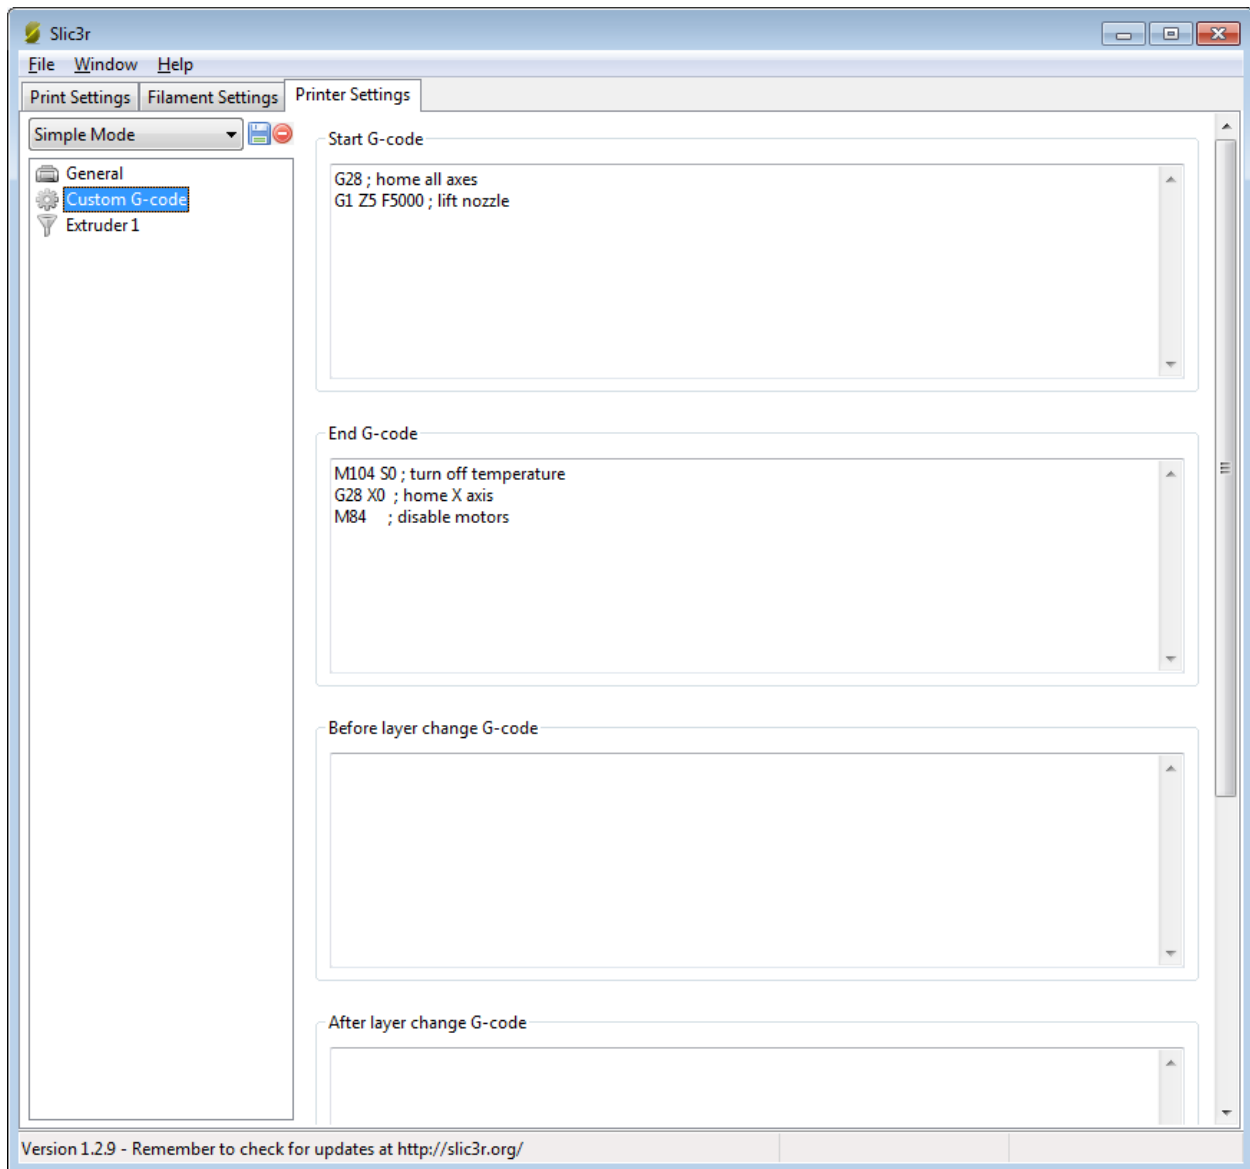 Slic3r
File Window Help
Print Settings Filament Settings Printer Settings
Simple Mode
General
Custom G-code
Extruder 1
Start G-code
G28 ; home all axes
G1 Z5 F5000 ; lift nozzle
End G-code
M104 S0 ; turn off temperature
G28 X0  ; home X axis
M84    ; disable motors
Before layer change G-code
After layer change G-code
Version 1.2.9 - Remember to check for updates at http://slic3r.org/